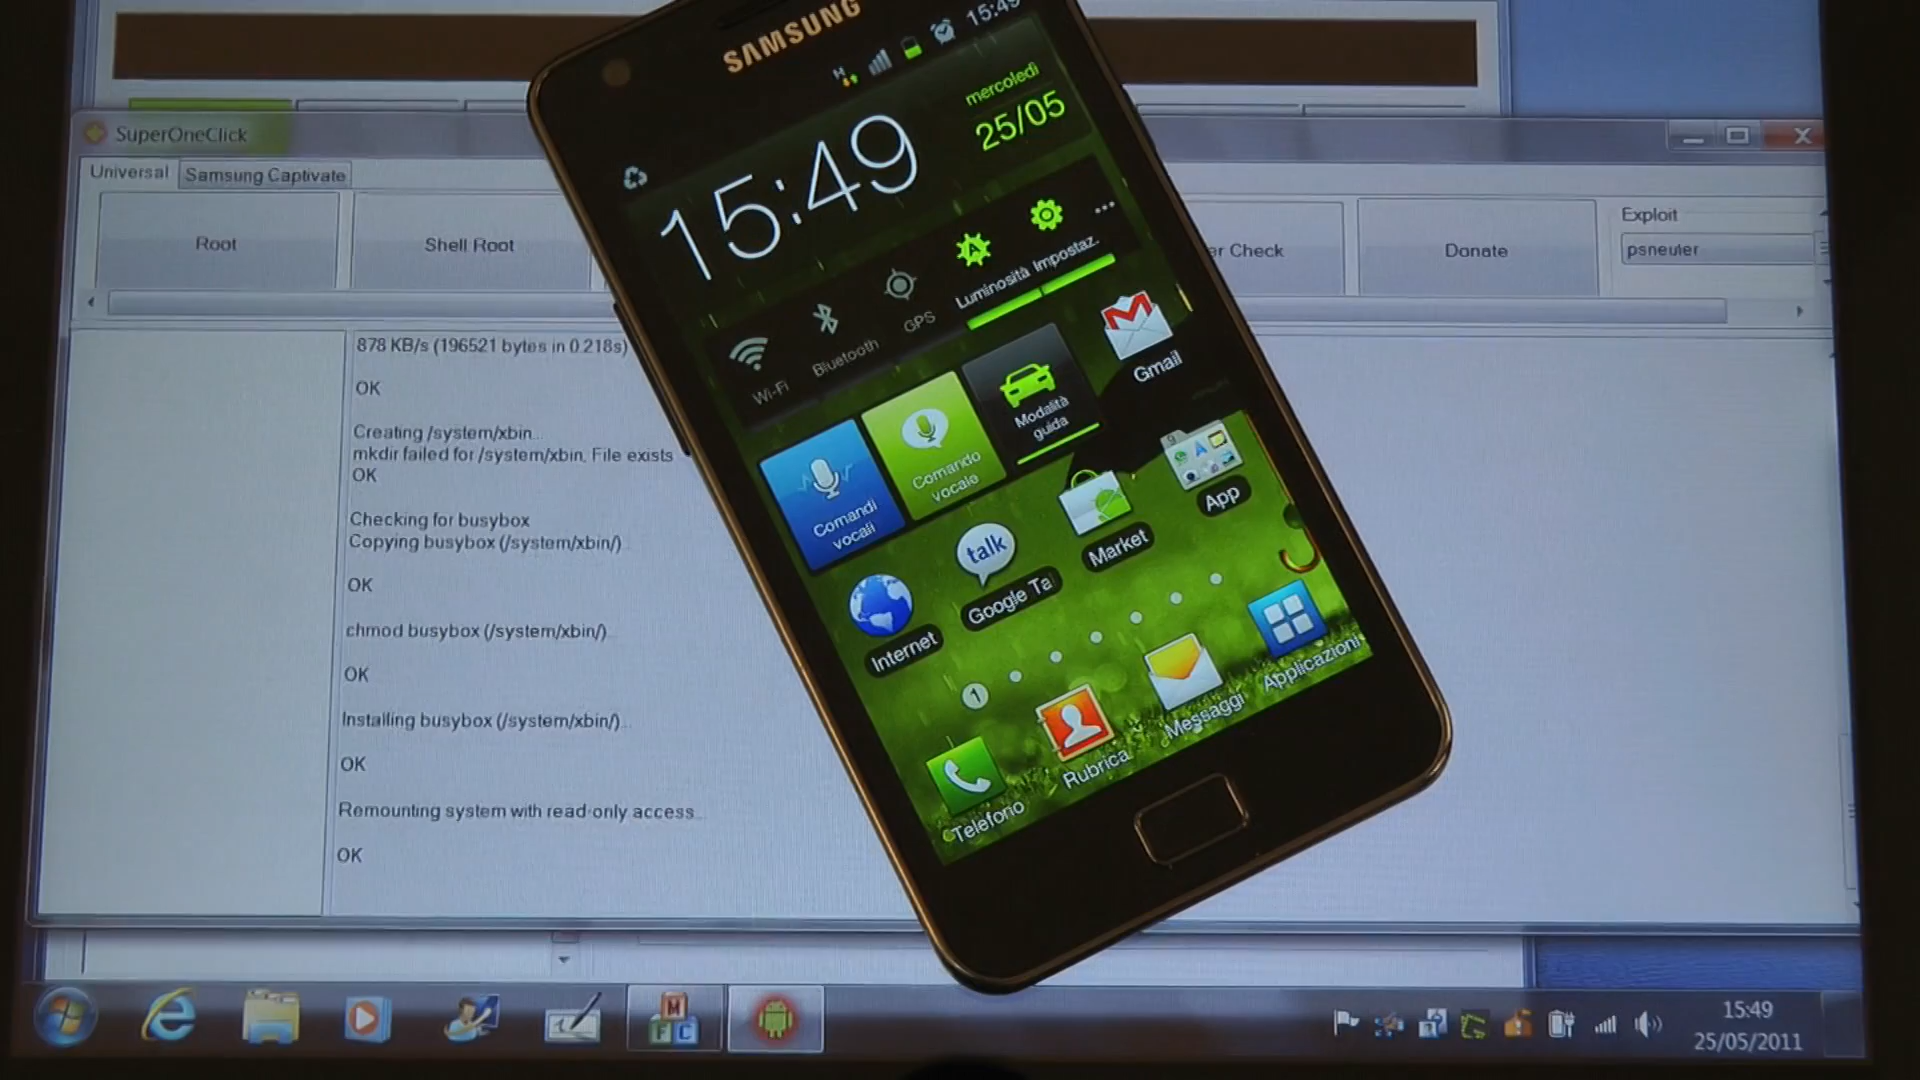 SuperOneClick
Universal
Samsung Captivate
Root
Shell Root
er Check
Donate
Exploit
psneuter
878 KB/s (196521 bytes in 0.218s)
OK
Creating /system/xbin...
mkdir failed for /system/xbin, File exists
OK
Checking for busybox
Copying busybox (/system/xbin/)...
OK
chmod busybox (/system/xbin/)...
OK
Installing busybox (/system/xbin/)...
OK
Remounting system with read-only access...
OK
SAMSUNG
H
15:49
15:49
mercoledì
25/05
Wi-Fi
Bluetooth
GPS
A
Luminosità
Impostaz.
Comandi
vocali
Comando
vocale
Modalità
guida
Gmail
Internet
talk
Google Ta
Market
9
App
1
Telefono
Rubrica
Messaggi
Applicazioni
M
F C
15:49
25/05/2011